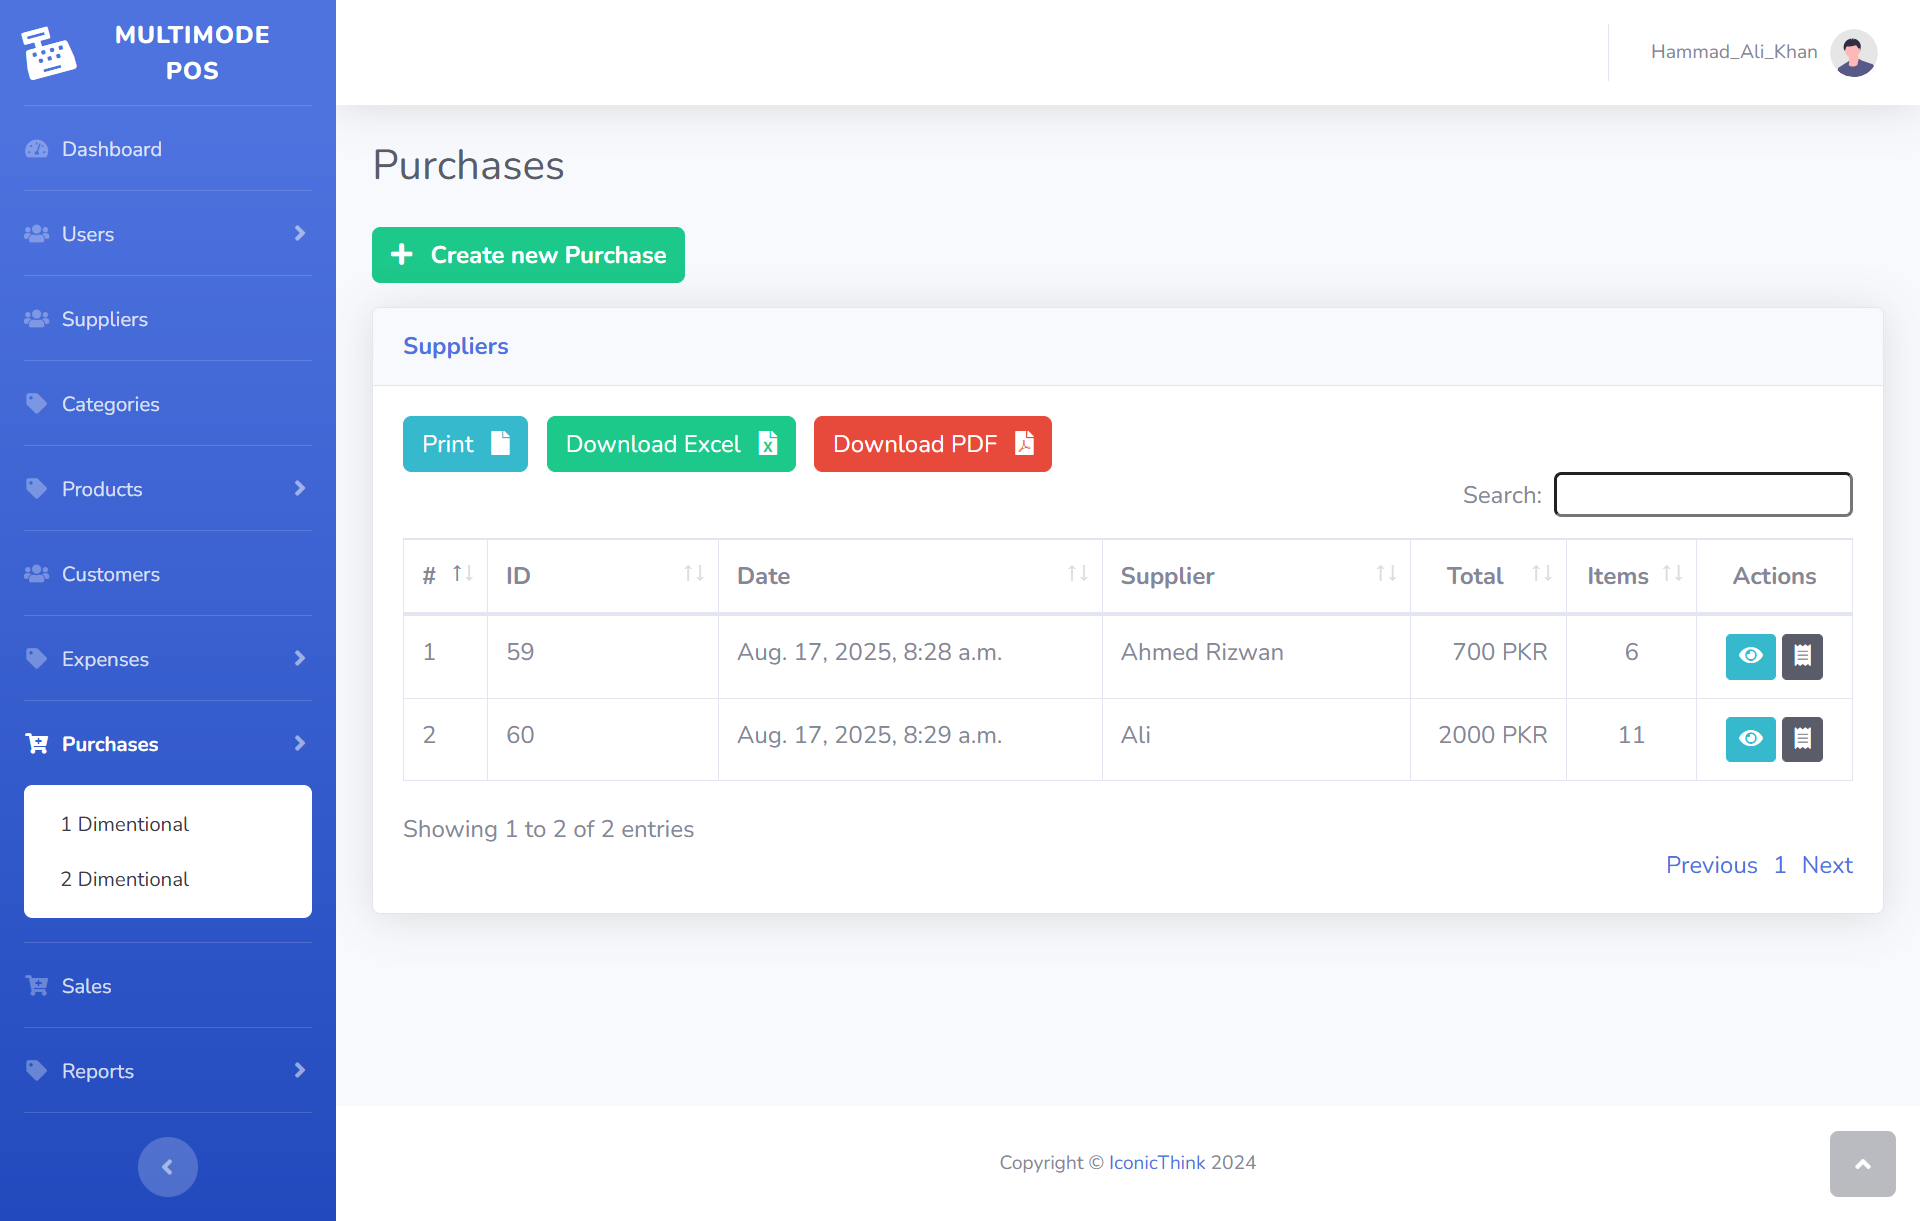 MULTIMODE
POS
Dashboard
Users
Suppliers
Categories
Products
Customers
Expenses
Purchases
1 Dimentional
2 Dimentional
Sales
Reports
Hammad_Ali_Khan
Purchases
Create new Purchase
Suppliers
Print
Download Excel
Download PDF
Search:
# ID Date Supplier Total Items Actions
1 59 Aug. 17, 2025, 8:28 a.m. Ahmed Rizwan 700 PKR 6
2 60 Aug. 17, 2025, 8:29 a.m. Ali 2000 PKR 11
Showing 1 to 2 of 2 entries
Previous 1 Next
Copyright © IconicThink 2024